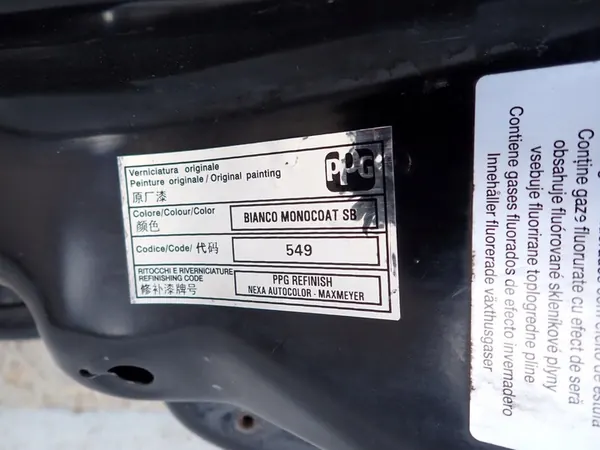 Verniciatura originale
Peinture originale / Original painting
原厂漆
PPG
Colore/Colour/Color
颜色
BIANCO MONOCOAT SB
Codice/Code/ 代码
549
RITOCCHI E RIVERNICIATURE
REFINISHING CODE
修补漆牌号
PPG REFINISH
NEXA AUTOCOLOR - MAXMEYER
Conține gaze fluorurate cu efect de seră
obsahuje fluórované skleníkové plyny
vsebuje fluorirane toplogredne pline
Contiene gases fluorados de efecto invernadero
Innehåller fluorerade växthusgaser